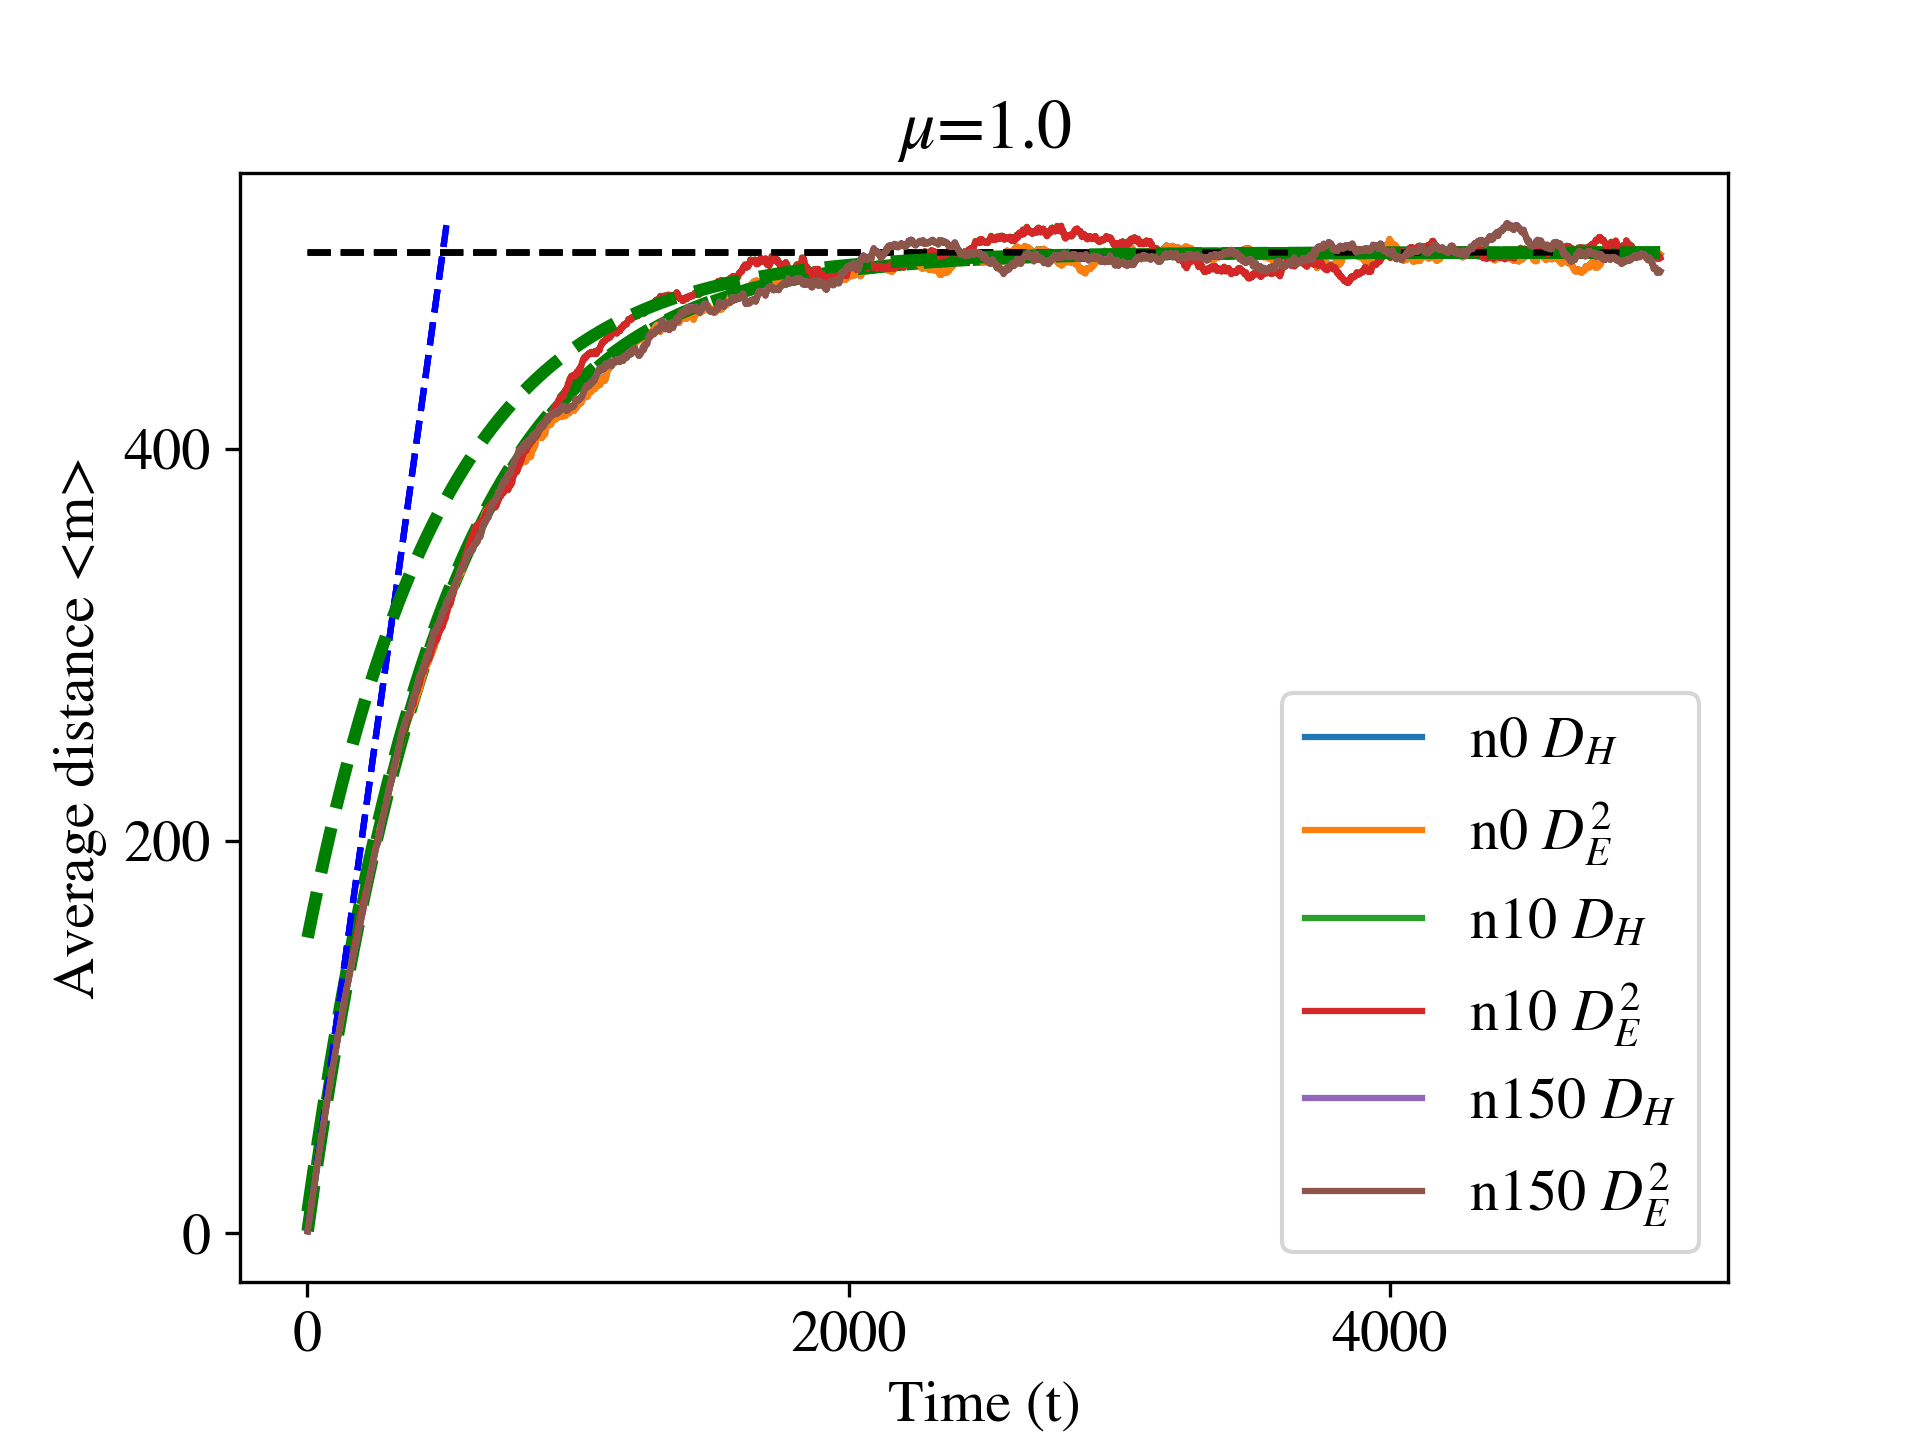 μ=1.0
Average distance <m>
400
200
0
0 2000 4000
Time (t)
n0 D_H
n0 D_E^2
n10 D_H
n10 D_E^2
n150 D_H
n150 D_E^2